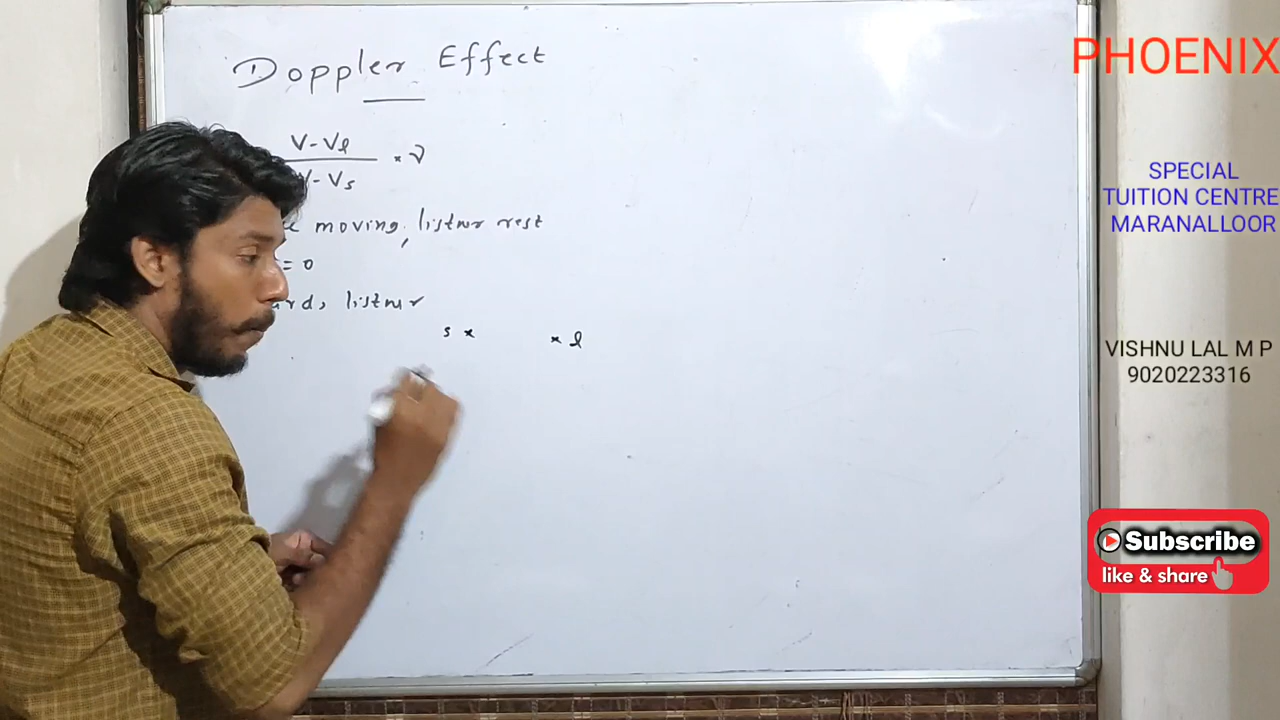 Doppler Effect
V-Vl
× ν
V-Vs
moving, listner rest
= 0
listner
s × × l
PHOENIX
SPECIAL
TUITION CENTRE
MARANALLOOR
VISHNU LAL M P
9020223316
Subscribe
like & share